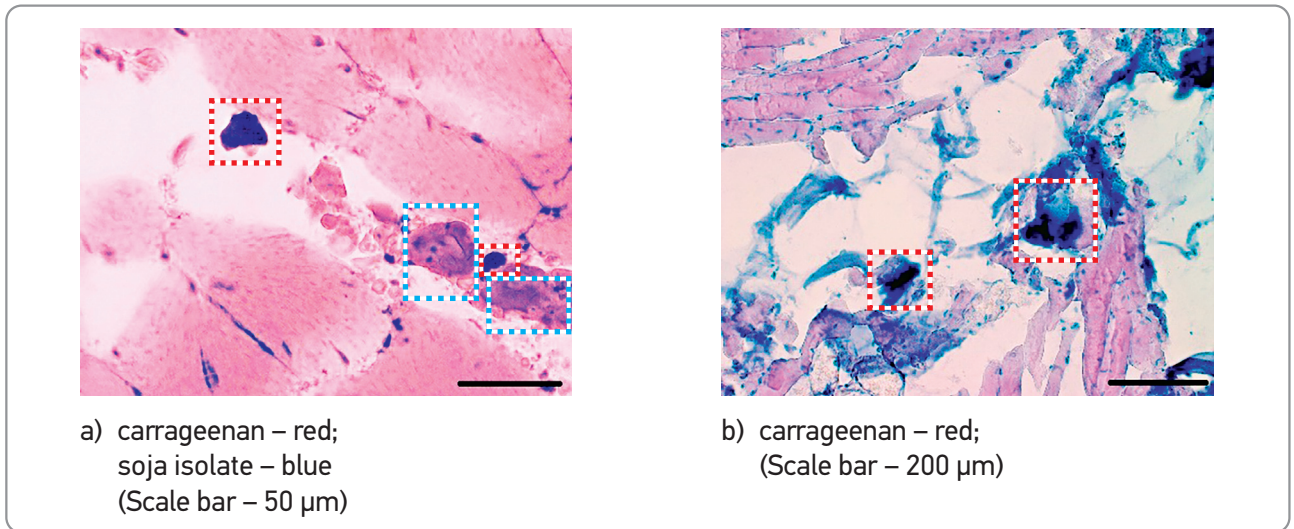 a) carrageenan – red;
soja isolate – blue
(Scale bar – 50 µm)
b) carrageenan – red;
(Scale bar – 200 µm)